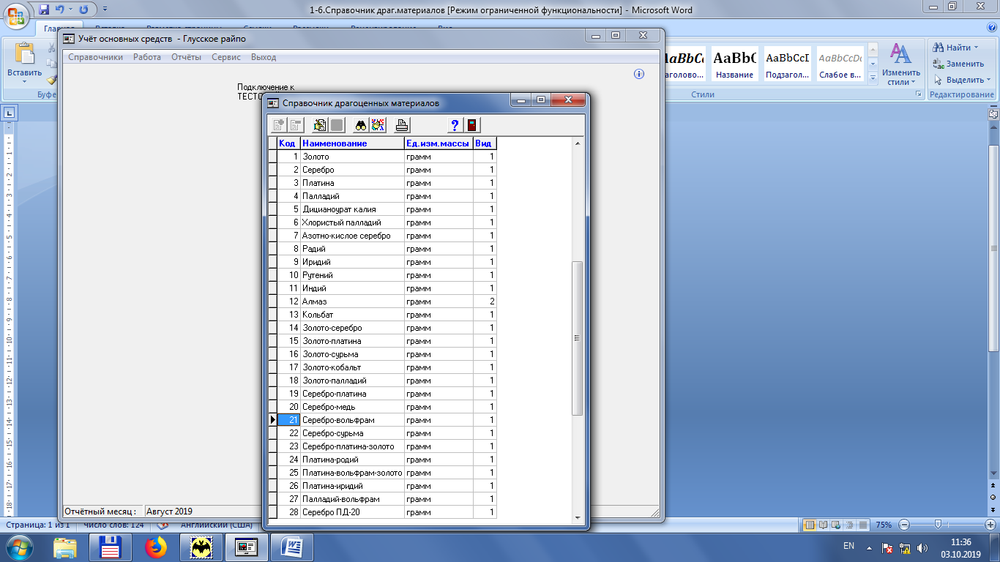 1-6.Справочник драг.материалов [Режим ограниченной функциональности] - Microsoft Word
Учёт основных средств - Глусское райпо
Справочники Работа Отчёты Сервис Выход
Вставить
Найти
Заменить
Выделить
Редактирование
AaBbC
AaBbCcI
AaBbCcDc
Название
Подзагол...
Слабое в...
Изменить стили
Стили
Подключение к
Справочник драгоценных материалов
Код Наименование Ед.изм.массы Вид
1 Золото грамм 1
2 Серебро грамм 1
3 Платина грамм 1
4 Палладий грамм 1
5 Дицианоурат калия грамм 1
6 Хлористый палладий грамм 1
7 Азотно-кислое серебро грамм 1
8 Радий грамм 1
9 Иридий грамм 1
10 Рутений грамм 1
11 Индий грамм 1
12 Алмаз грамм 2
13 Кольбат грамм 1
14 Золото-серебро грамм 1
15 Золото-платина грамм 1
16 Золото-сурьма грамм 1
17 Золото-кобальт грамм 1
18 Золото-палладий грамм 1
19 Серебро-платина грамм 1
20 Серебро-медь грамм 1
21 Серебро-вольфрам грамм 1
22 Серебро-сурьма грамм 1
23 Серебро-платина-золото грамм 1
24 Платина-родий грамм 1
25 Платина-вольфрам-золото грамм 1
26 Платина-иридий грамм 1
27 Палладий-вольфрам грамм 1
28 Серебро ПД-20 грамм 1
Отчётный месяц : Август 2019
Страница: 1 из 1 Число слов: 124 Английский (США)
75%
EN
11:36
03.10.2019